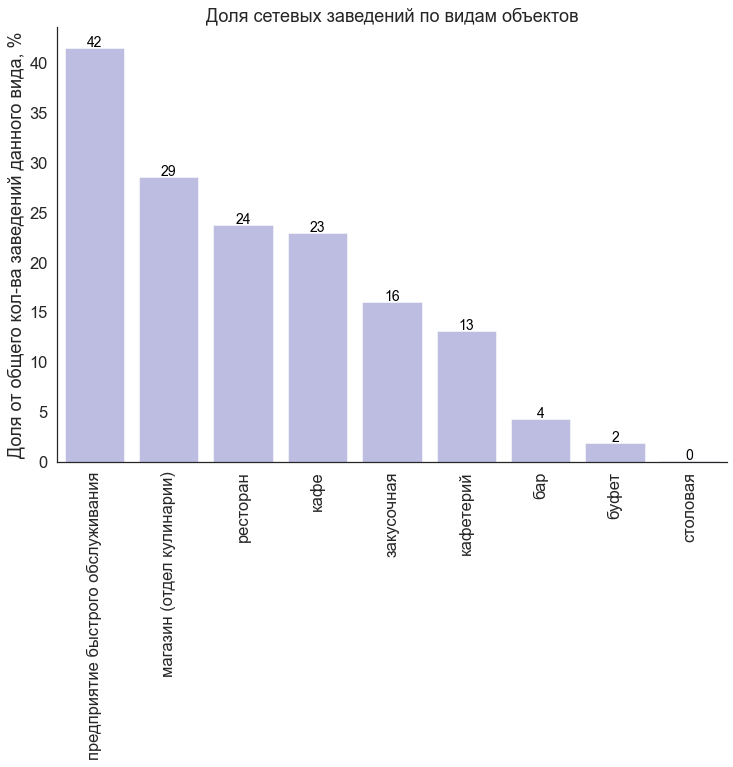 Доля сетевых заведений по видам объектов
Доля от общего кол-ва заведений данного вида, %
40
35
30
25
20
15
10
5
0
42
29
24
23
16
13
4
2
0
предприятие быстрого обслуживания
магазин (отдел кулинарии)
ресторан
кафе
закусочная
кафетерий
бар
буфет
столовая